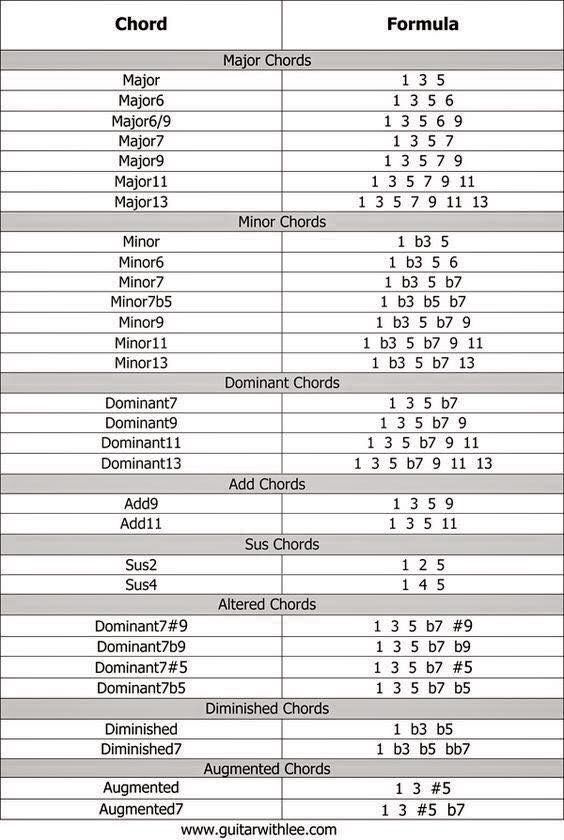 Chord Formula
Major Chords
Major 1 3 5
Major6 1 3 5 6
Major6/9 1 3 5 6 9
Major7 1 3 5 7
Major9 1 3 5 7 9
Major11 1 3 5 7 9 11
Major13 1 3 5 7 9 11 13
Minor Chords
Minor 1 b3 5
Minor6 1 b3 5 6
Minor7 1 b3 5 b7
Minor7b5 1 b3 b5 b7
Minor9 1 b3 5 b7 9
Minor11 1 b3 5 b7 9 11
Minor13 1 b3 5 b7 13
Dominant Chords
Dominant7 1 3 5 b7
Dominant9 1 3 5 b7 9
Dominant11 1 3 5 b7 9 11
Dominant13 1 3 5 b7 9 11 13
Add Chords
Add9 1 3 5 9
Add11 1 3 5 11
Sus Chords
Sus2 1 2 5
Sus4 1 4 5
Altered Chords
Dominant7#9 1 3 5 b7 #9
Dominant7b9 1 3 5 b7 b9
Dominant7#5 1 3 5 b7 #5
Dominant7b5 1 3 5 b7 b5
Diminished Chords
Diminished 1 b3 b5
Diminished7 1 b3 b5 bb7
Augmented Chords
Augmented 1 3 #5
Augmented7 1 3 #5 b7
www.guitarwithlee.com